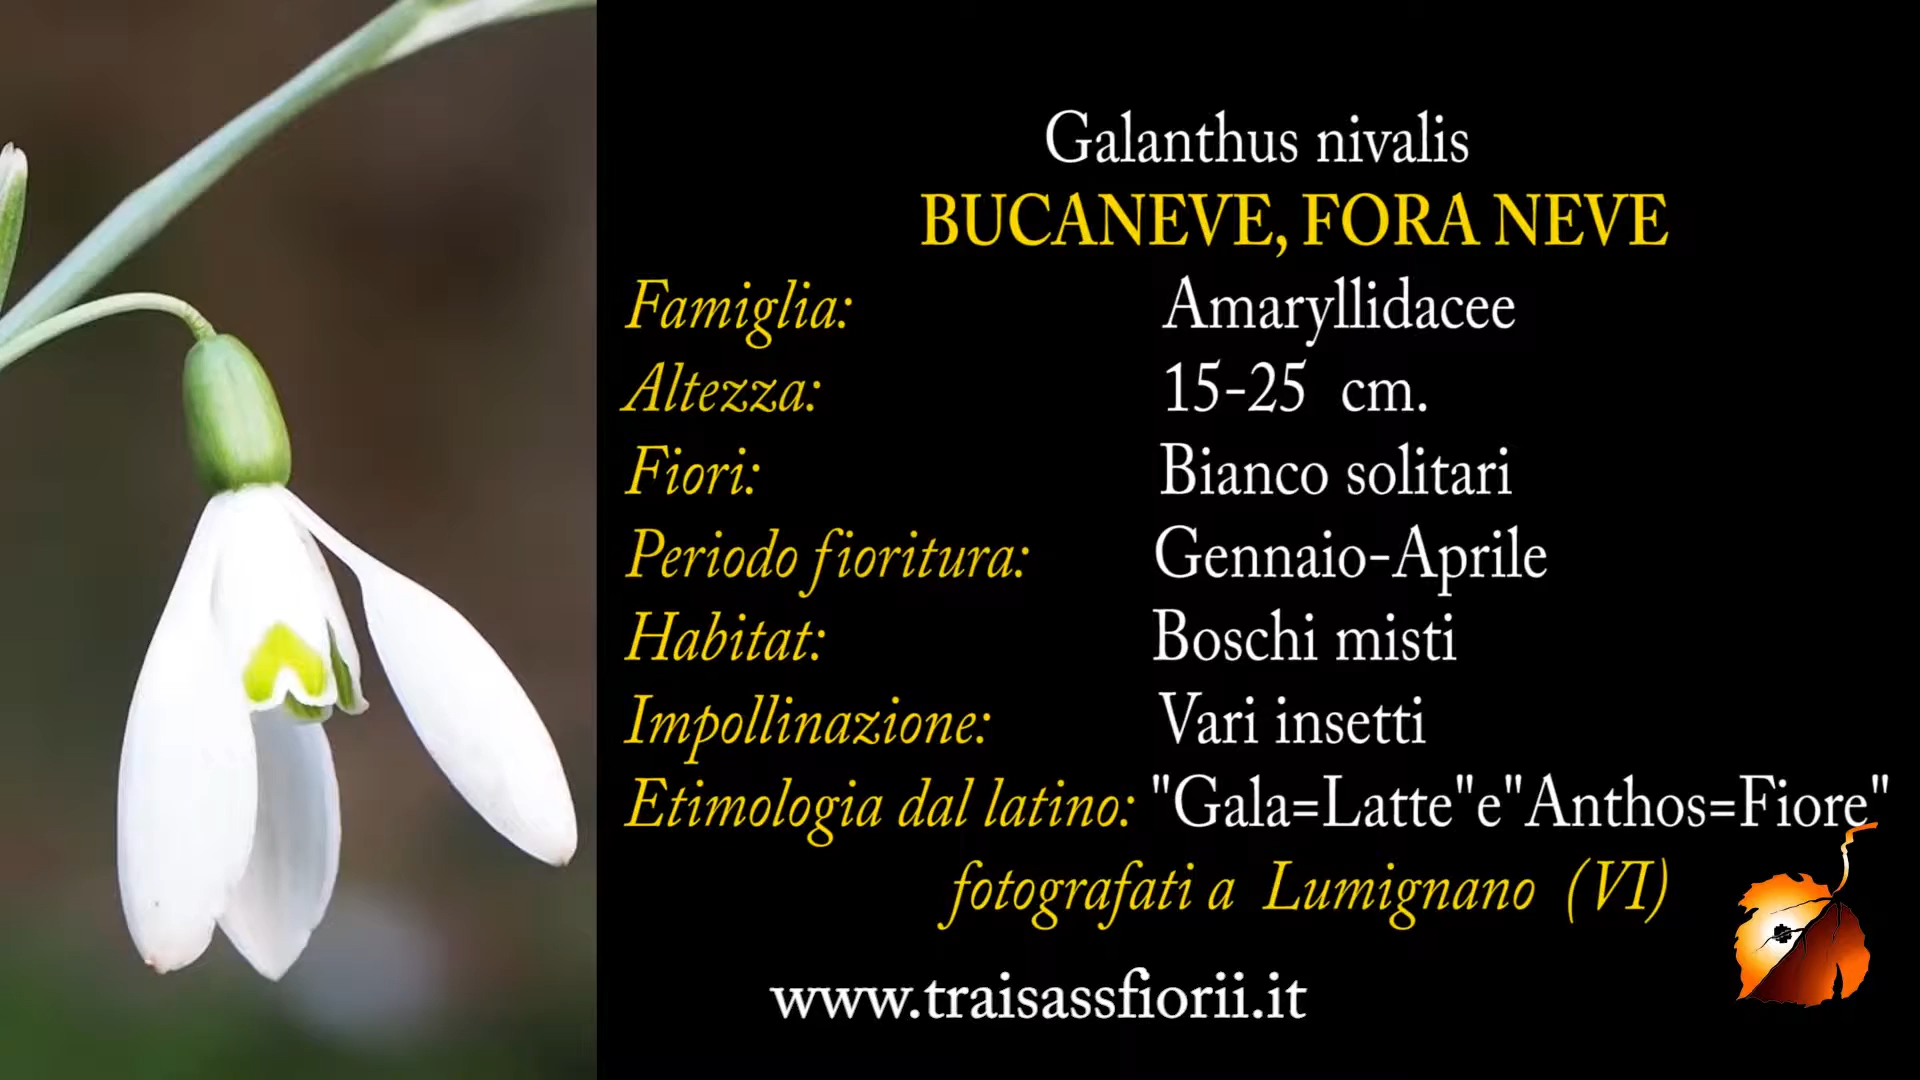 Galanthus nivalis
BUCANEVE, FORA NEVE
Famiglia: Amaryllidacee
Altezza: 15-25 cm.
Fiori: Bianco solitari
Periodo fioritura: Gennaio-Aprile
Habitat: Boschi misti
Impollinazione: Vari insetti
Etimologia dal latino: "Gala=Latte"e"Anthos=Fiore"
fotografati a Lumignano (VI)
www.traisassfiorii.it